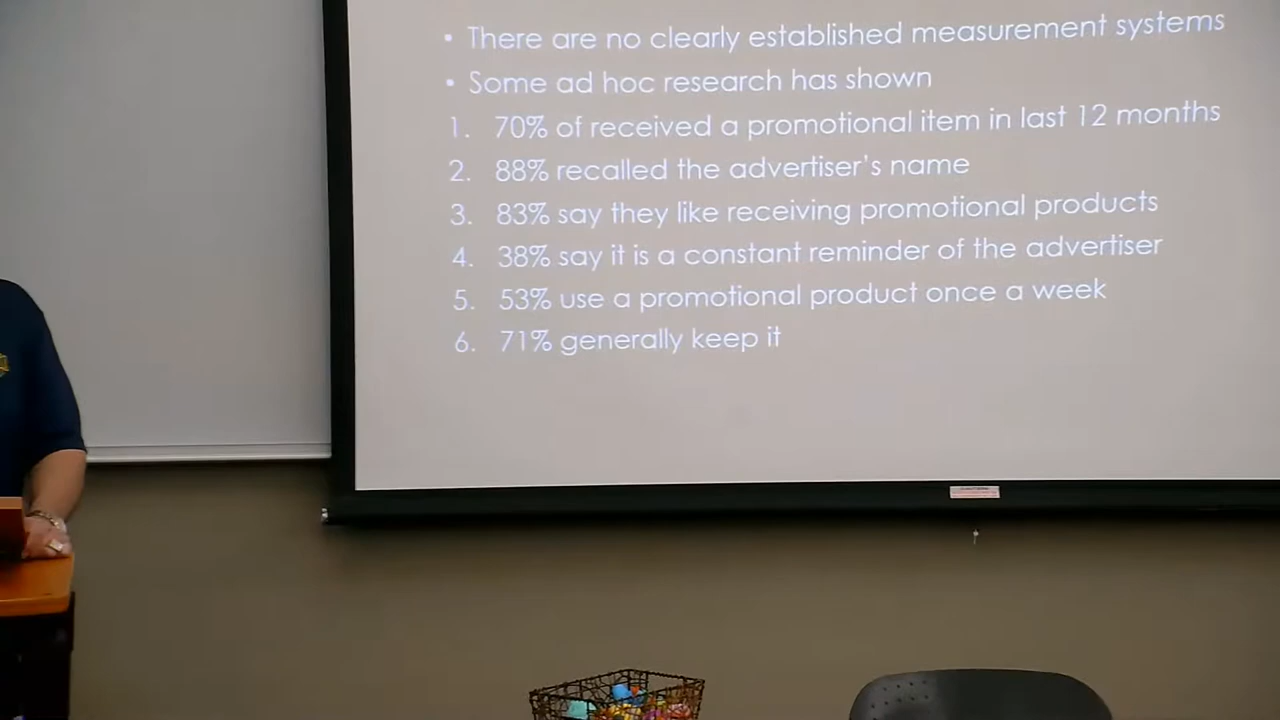 • There are no clearly established measurement systems
• Some ad hoc research has shown
1. 70% of received a promotional item in last 12 months
2. 88% recalled the advertiser's name
3. 83% say they like receiving promotional products
4. 38% say it is a constant reminder of the advertiser
5. 53% use a promotional product once a week
6. 71% generally keep it